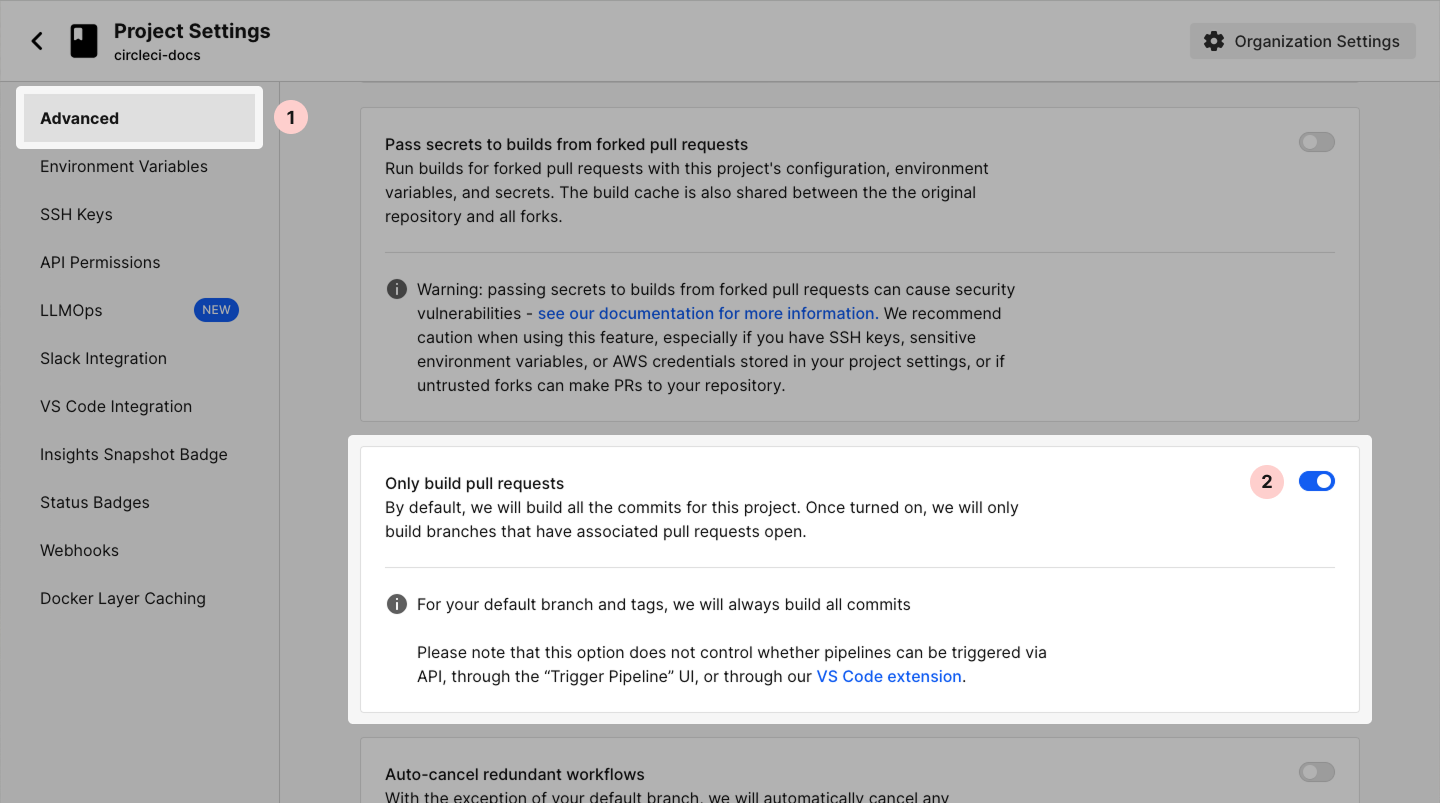 Project Settings
circleci-docs
Organization Settings
Advanced
1
Environment Variables
SSH Keys
API Permissions
LLMOps
NEW
Slack Integration
VS Code Integration
Insights Snapshot Badge
Status Badges
Webhooks
Docker Layer Caching
Pass secrets to builds from forked pull requests
Run builds for forked pull requests with this project's configuration, environment
variables, and secrets. The build cache is also shared between the the original
repository and all forks.
Warning: passing secrets to builds from forked pull requests can cause security
vulnerabilities - see our documentation for more information. We recommend
caution when using this feature, especially if you have SSH keys, sensitive
environment variables, or AWS credentials stored in your project settings, or if
untrusted forks can make PRs to your repository.
Only build pull requests
2
By default, we will build all the commits for this project. Once turned on, we will only
build branches that have associated pull requests open.
For your default branch and tags, we will always build all commits
Please note that this option does not control whether pipelines can be triggered via
API, through the “Trigger Pipeline” UI, or through our VS Code extension.
Auto-cancel redundant workflows
With the exception of your default branch, we will automatically cancel any